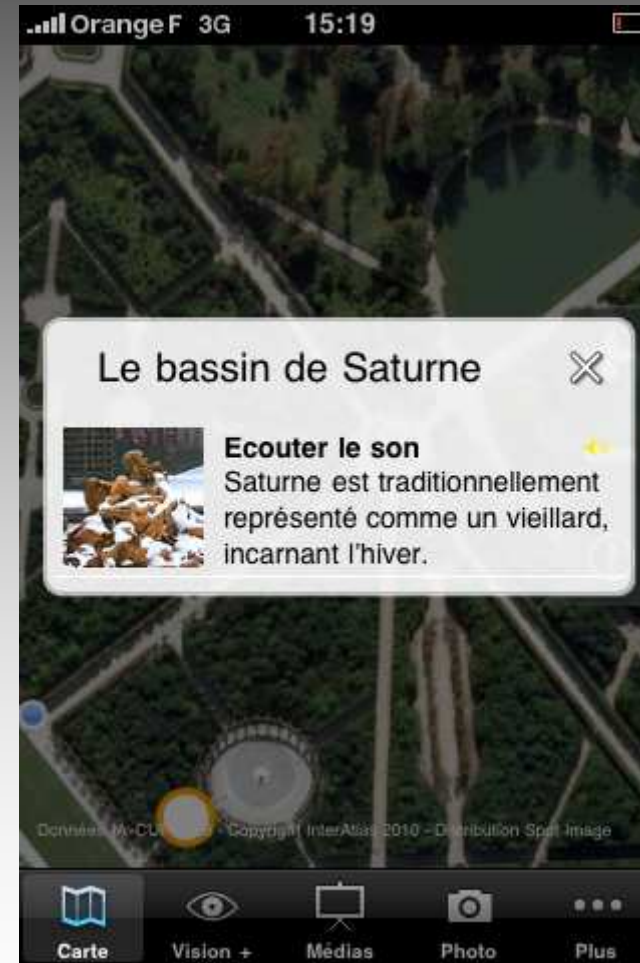 Orange F 3G 15:19
Le bassin de Saturne
Ecouter le son
Saturne est traditionnellement
représenté comme un vieillard,
incarnant l'hiver.
Données - Copyright InterAtlas 2010 - Distribution Spot Image
Carte Vision + Médias Photo Plus